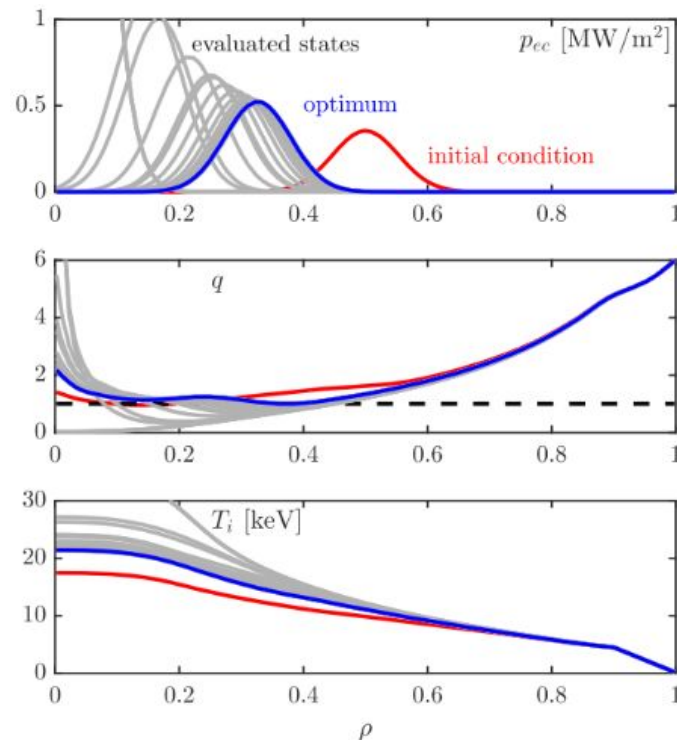 1
evaluated states
p_ec [MW/m²]
0.5
optimum
initial condition
0
0 0.2 0.4 0.6 0.8 1
6
q
4
2
0
0 0.2 0.4 0.6 0.8 1
30
T_i [keV]
20
10
0
0 0.2 0.4 0.6 0.8 1
ρ